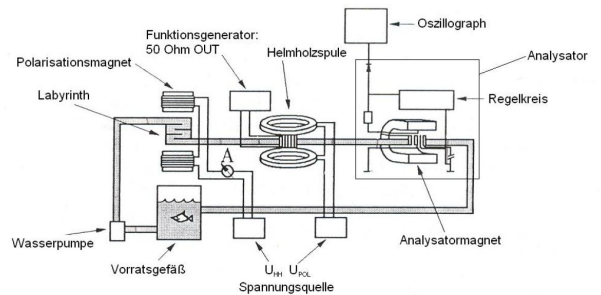 Oszillograph
Funktionsgenerator:
50 Ohm OUT
Helmholzspule
Analysator
Polarisationsmagnet
Labyrinth
Regelkreis
A
Wasserpumpe
Vorratsgefäß
U_HH U_POL
Spannungsquelle
Analysatormagnet